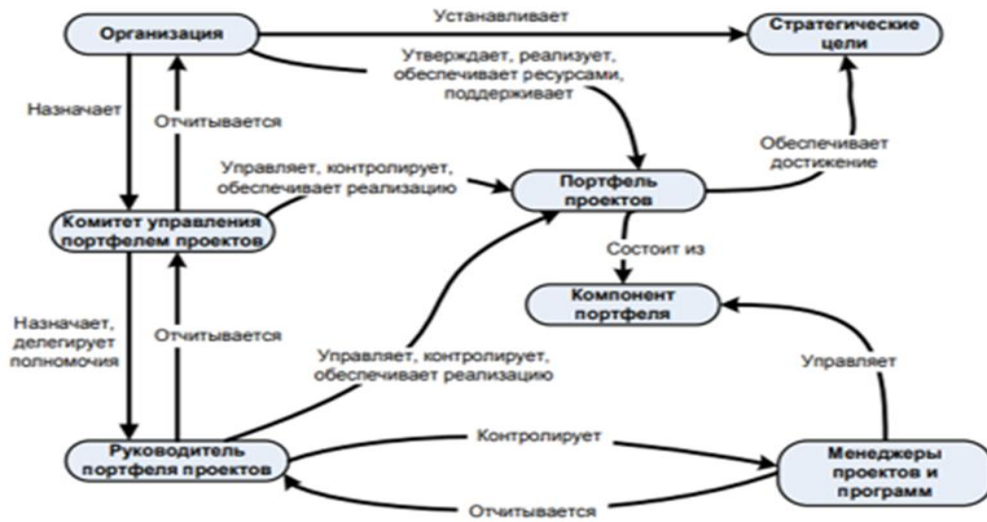 Устанавливает
Организация
Стратегические
цели
Утверждает, реализует,
обеспечивает ресурсами,
поддерживает
Назначает
Отчитывается
Обеспечивает
достижение
Управляет, контролирует,
обеспечивает реализацию
Портфель
проектов
Комитет управления
портфелем проектов
Состоит из
Компонент
портфеля
Назначает,
делегирует
полномочия
Отчитывается
Управляет, контролирует,
обеспечивает реализацию
Управляет
Контролирует
Руководитель
портфеля проектов
Менеджеры
проектов и
программ
Отчитывается